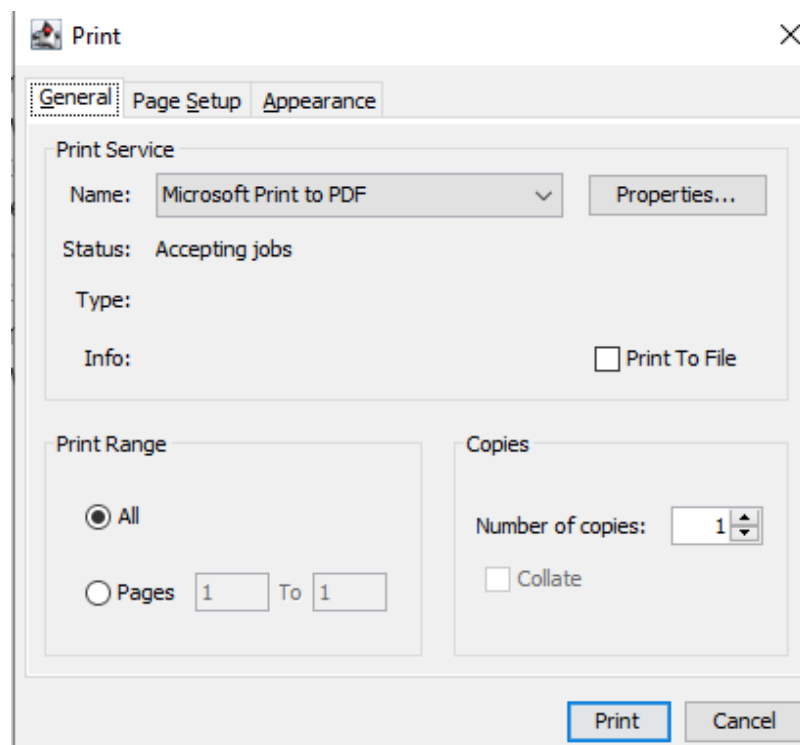 Print
General Page Setup Appearance
Print Service
Name: Microsoft Print to PDF Properties...
Status: Accepting jobs
Type:
Info: Print To File
Print Range Copies
All Number of copies: 1
Pages 1 To 1 Collate
Print Cancel